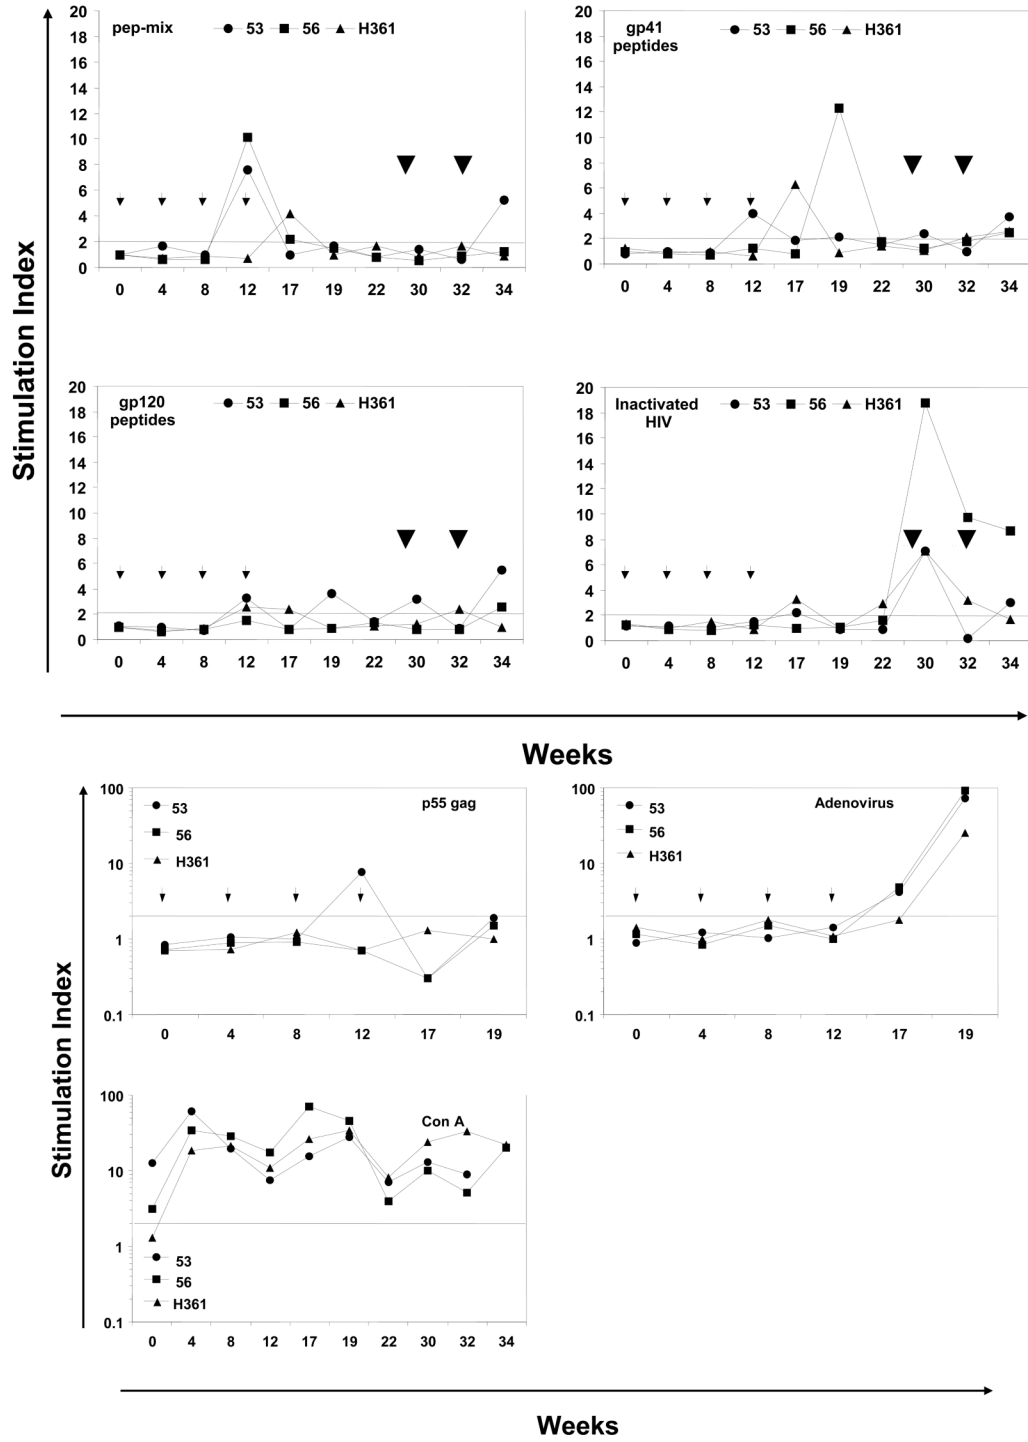 Stimulation Index
pep-mix 53 56 H361
20
18
16
14
12
10
8
6
4
2
0
0 4 8 12 17 19 22 30 32 34
gp41
peptides
53 56 H361
20
18
16
14
12
10
8
6
4
2
0
0 4 8 12 17 19 22 30 32 34
gp120
peptides
53 56 H361
20
18
16
14
12
10
8
6
4
2
0
0 4 8 12 17 19 22 30 32 34
Inactivated
HIV
53 56 H361
20
18
16
14
12
10
8
6
4
2
0
0 4 8 12 17 19 22 30 32 34
Weeks
Stimulation Index
p55 gag
53
56
H361
100
10
1
0.1
0 4 8 12 17 19
Adenovirus
53
56
H361
100
10
1
0.1
0 4 8 12 17 19
Con A
100
10
1
0.1
53
56
H361
0 4 8 12 17 19 22 30 32 34
Weeks